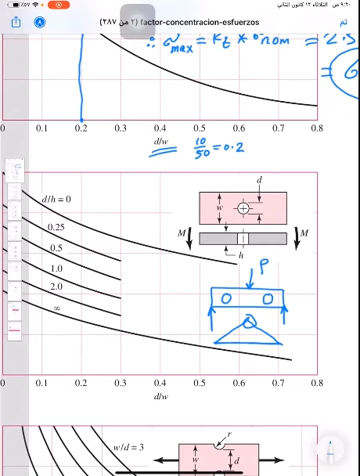 ٩:٢٠ ص الثلاثاء ١٢ كانون الثاني
factor-concentracion-esfuerzos (٢ من ٢٨٧)
تم
∴ σmax = Kt × σnom = 2.5
0 0.1 0.2 0.3 0.4 0.5 0.6 0.7 0.8
d/w
10/50 = 0.2
d/h = 0
0.25
0.5
1.0
2.0
∞
d
w
M
M
h
P
0 0.1 0.2 0.3 0.4 0.5 0.6 0.7 0.8
d/w
w/d = 3
r
w
d